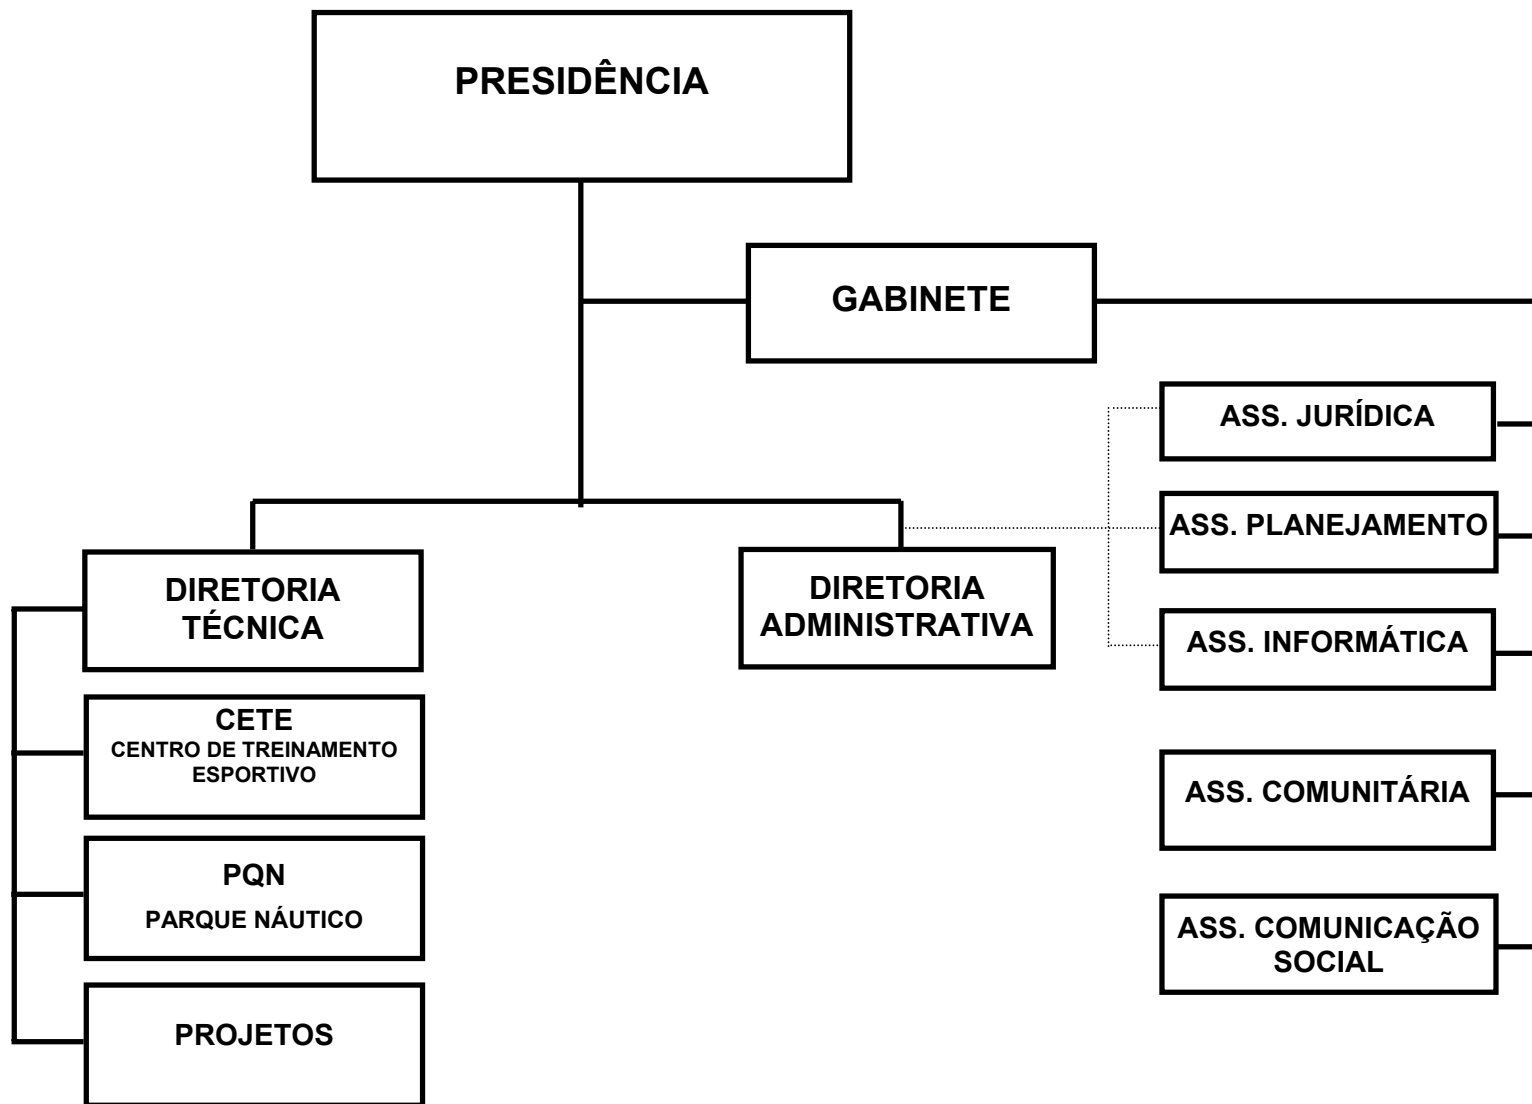 PRESIDÊNCIA
GABINETE
ASS. JURÍDICA
ASS. PLANEJAMENTO
DIRETORIA
TÉCNICA
DIRETORIA
ADMINISTRATIVA
ASS. INFORMÁTICA
CETE
CENTRO DE TREINAMENTO
ESPORTIVO
ASS. COMUNITÁRIA
PQN
PARQUE NÁUTICO
ASS. COMUNICAÇÃO
SOCIAL
PROJETOS